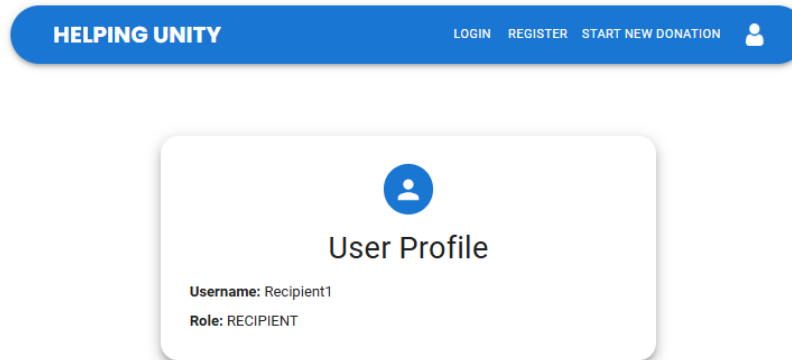 HELPING UNITY LOGIN REGISTER START NEW DONATION
User Profile
Username: Recipient1
Role: RECIPIENT